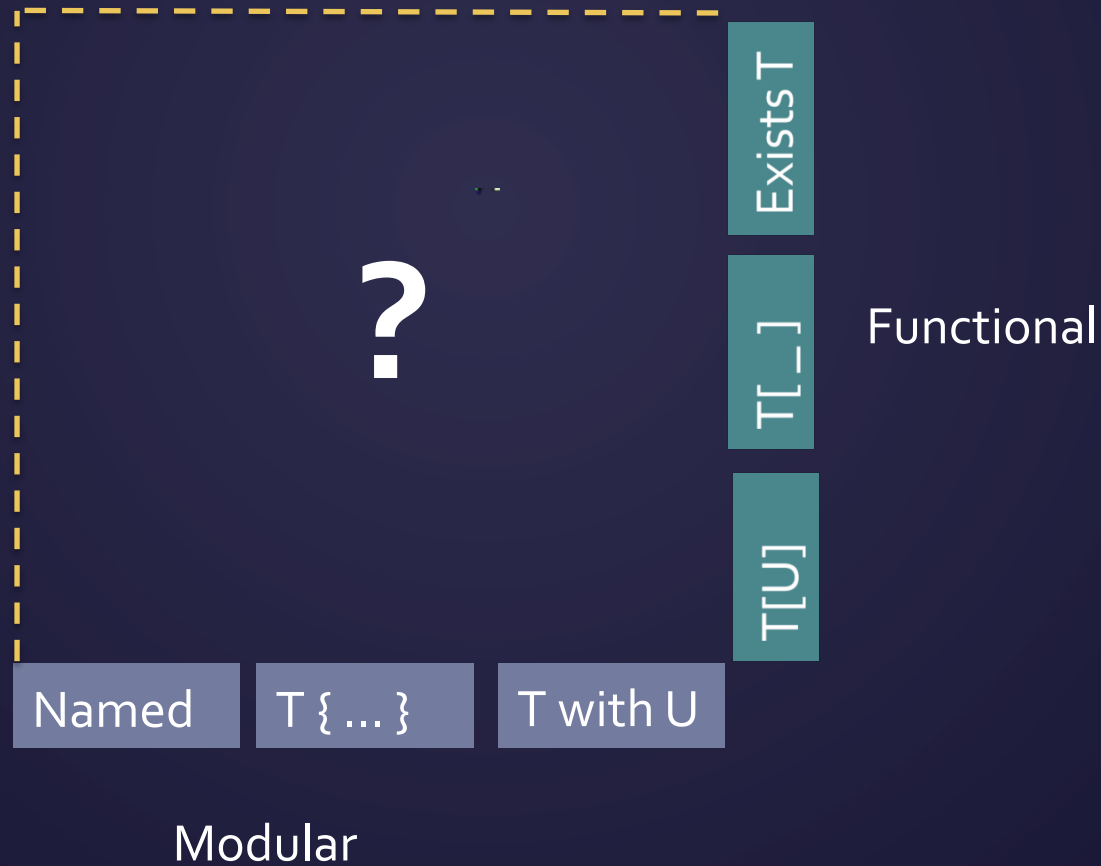 Exists T
?
T[ _ ]
Functional
T[U]
Named
T { … }
T with U
Modular